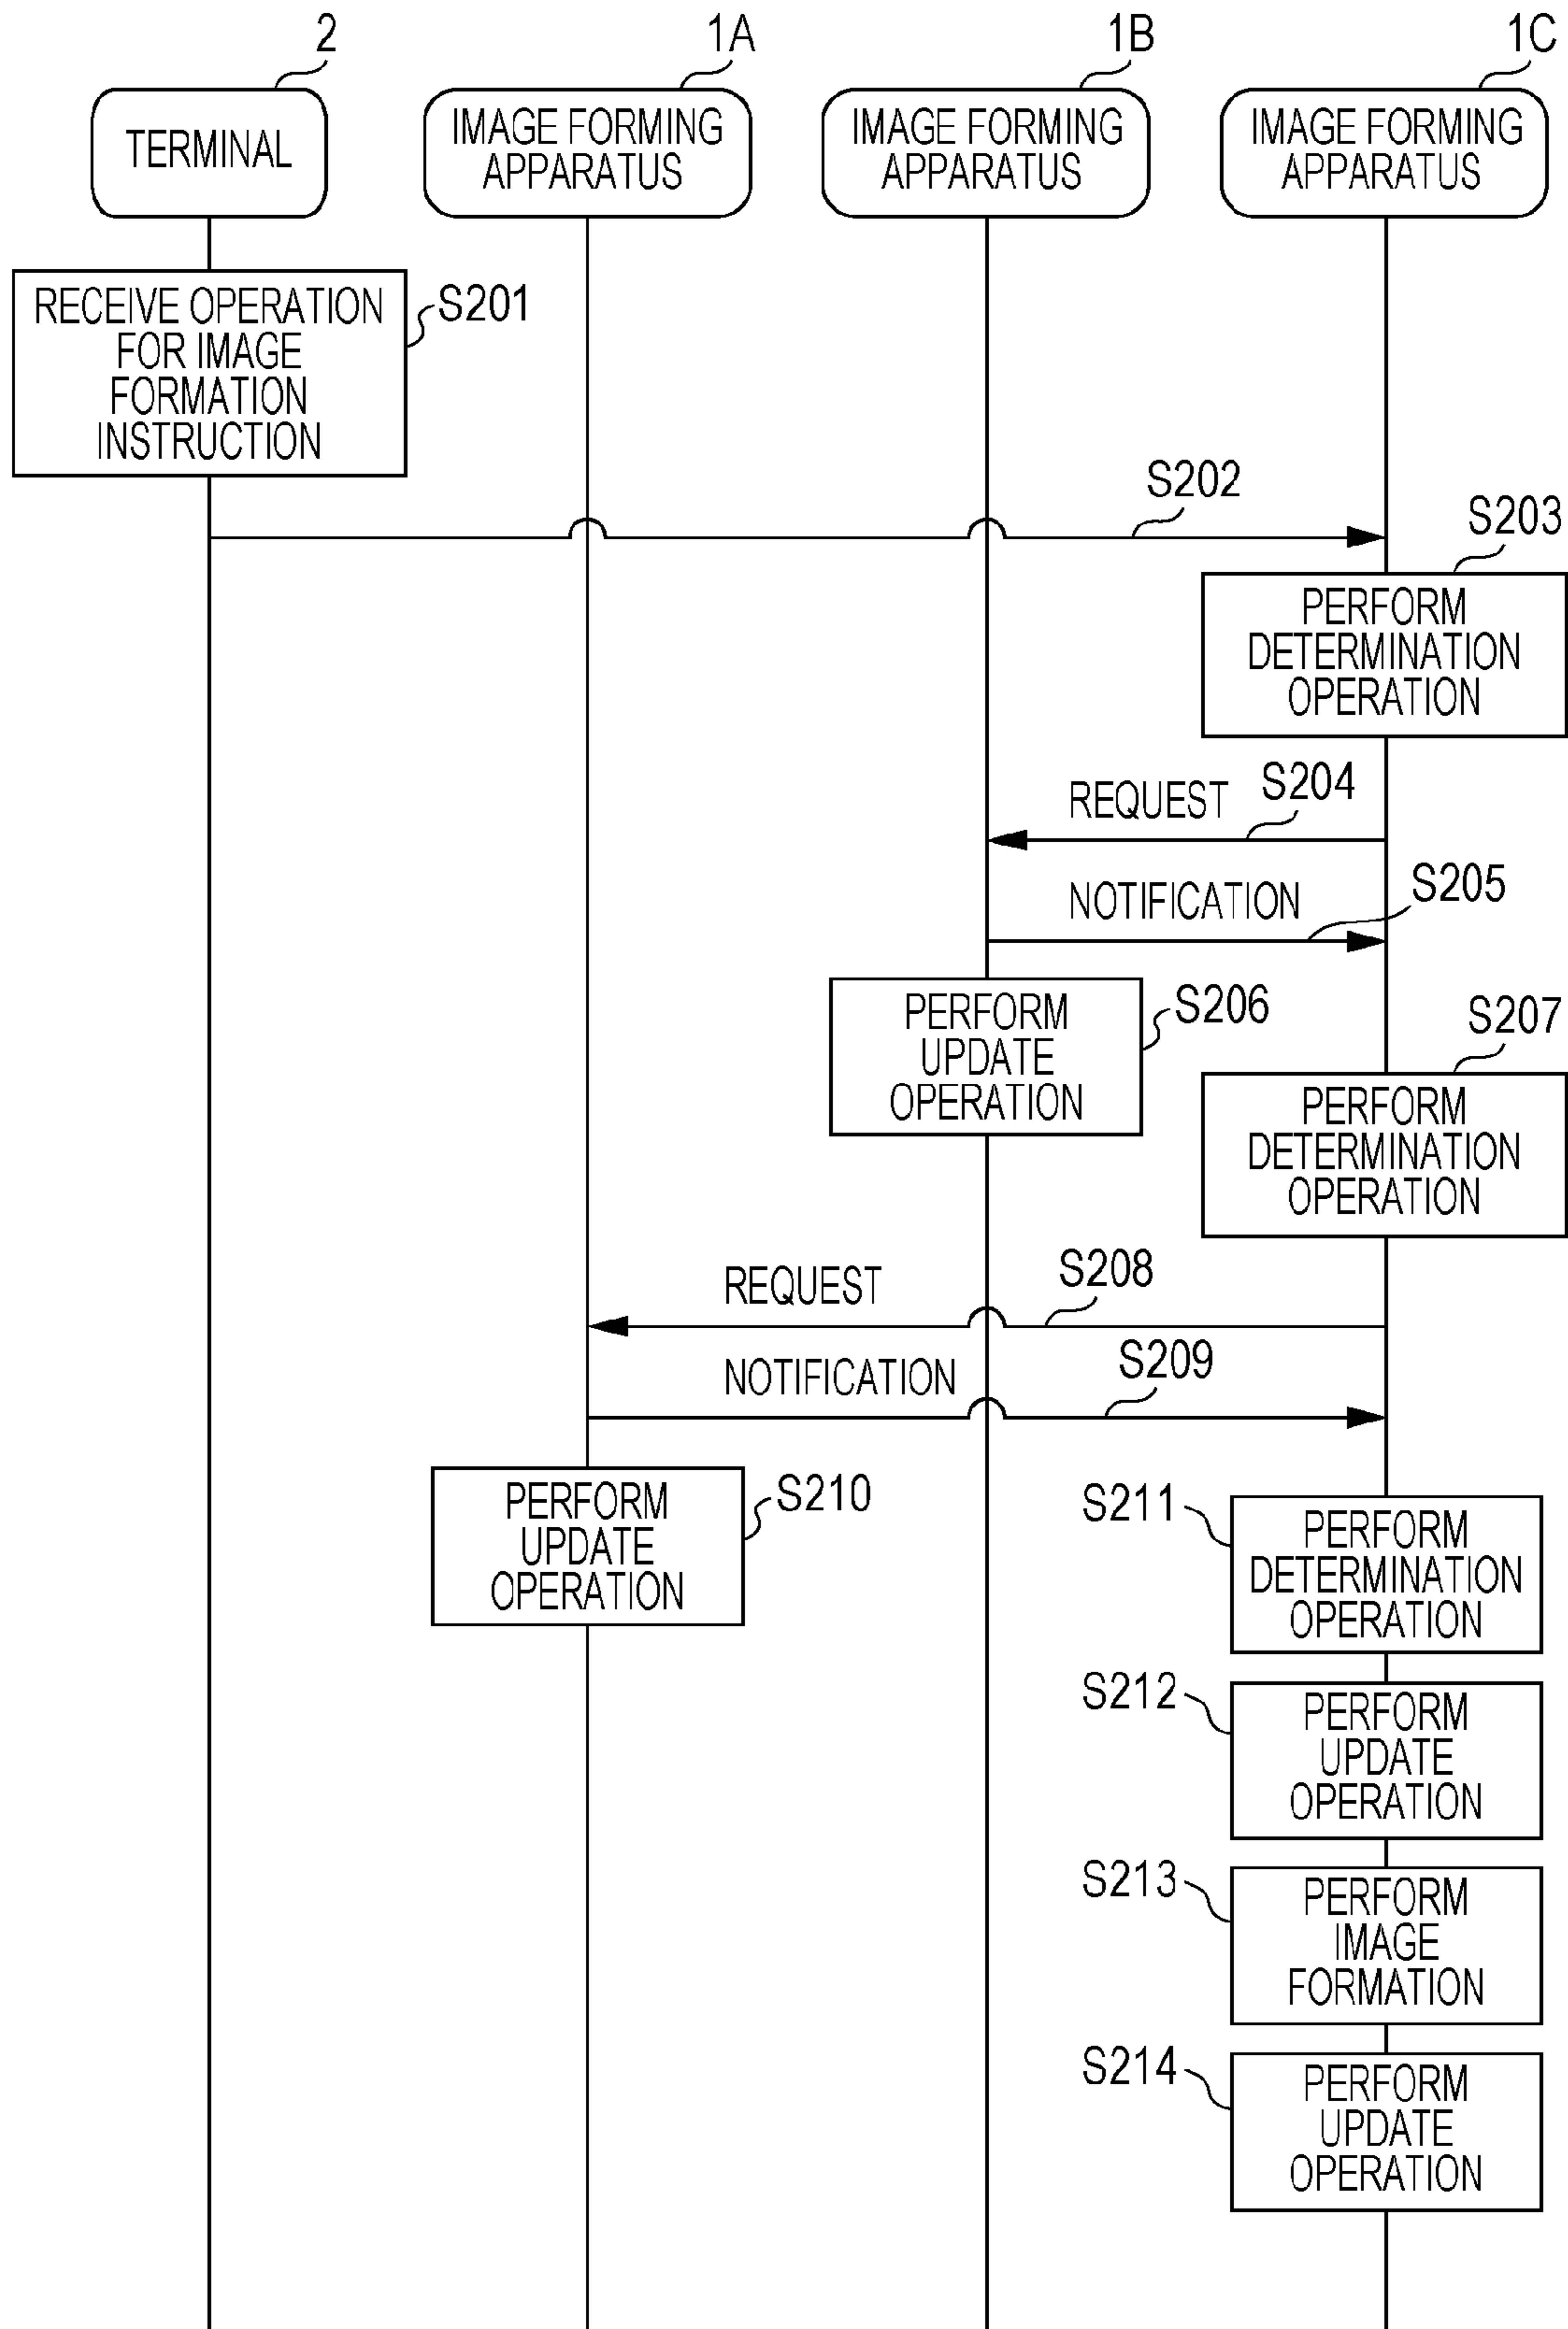 2
1A
1B
1C
TERMINAL
IMAGE FORMING
APPARATUS
IMAGE FORMING
APPARATUS
IMAGE FORMING
APPARATUS
RECEIVE OPERATION
FOR IMAGE
FORMATION
INSTRUCTION
S201
S202
S203
PERFORM
DETERMINATION
OPERATION
REQUEST
S204
NOTIFICATION
S205
PERFORM
UPDATE
OPERATION
S206
S207
PERFORM
DETERMINATION
OPERATION
REQUEST
S208
NOTIFICATION
S209
PERFORM
UPDATE
OPERATION
S210
S211
PERFORM
DETERMINATION
OPERATION
S212
PERFORM
UPDATE
OPERATION
S213
PERFORM
IMAGE
FORMATION
S214
PERFORM
UPDATE
OPERATION